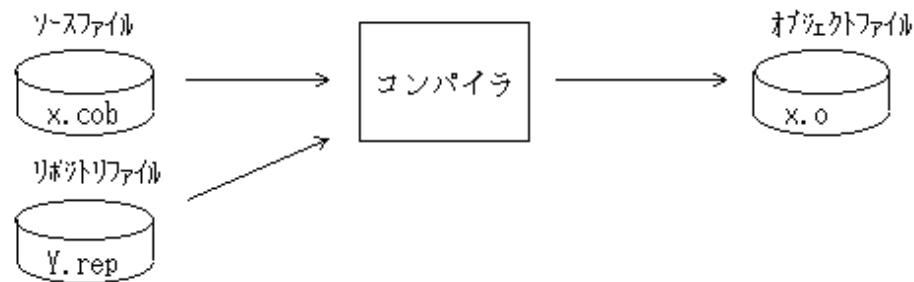 ソースファイル
オブジェクトファイル
コンパイラ
x.cob
x.o
リポジトリファイル
Y.rep